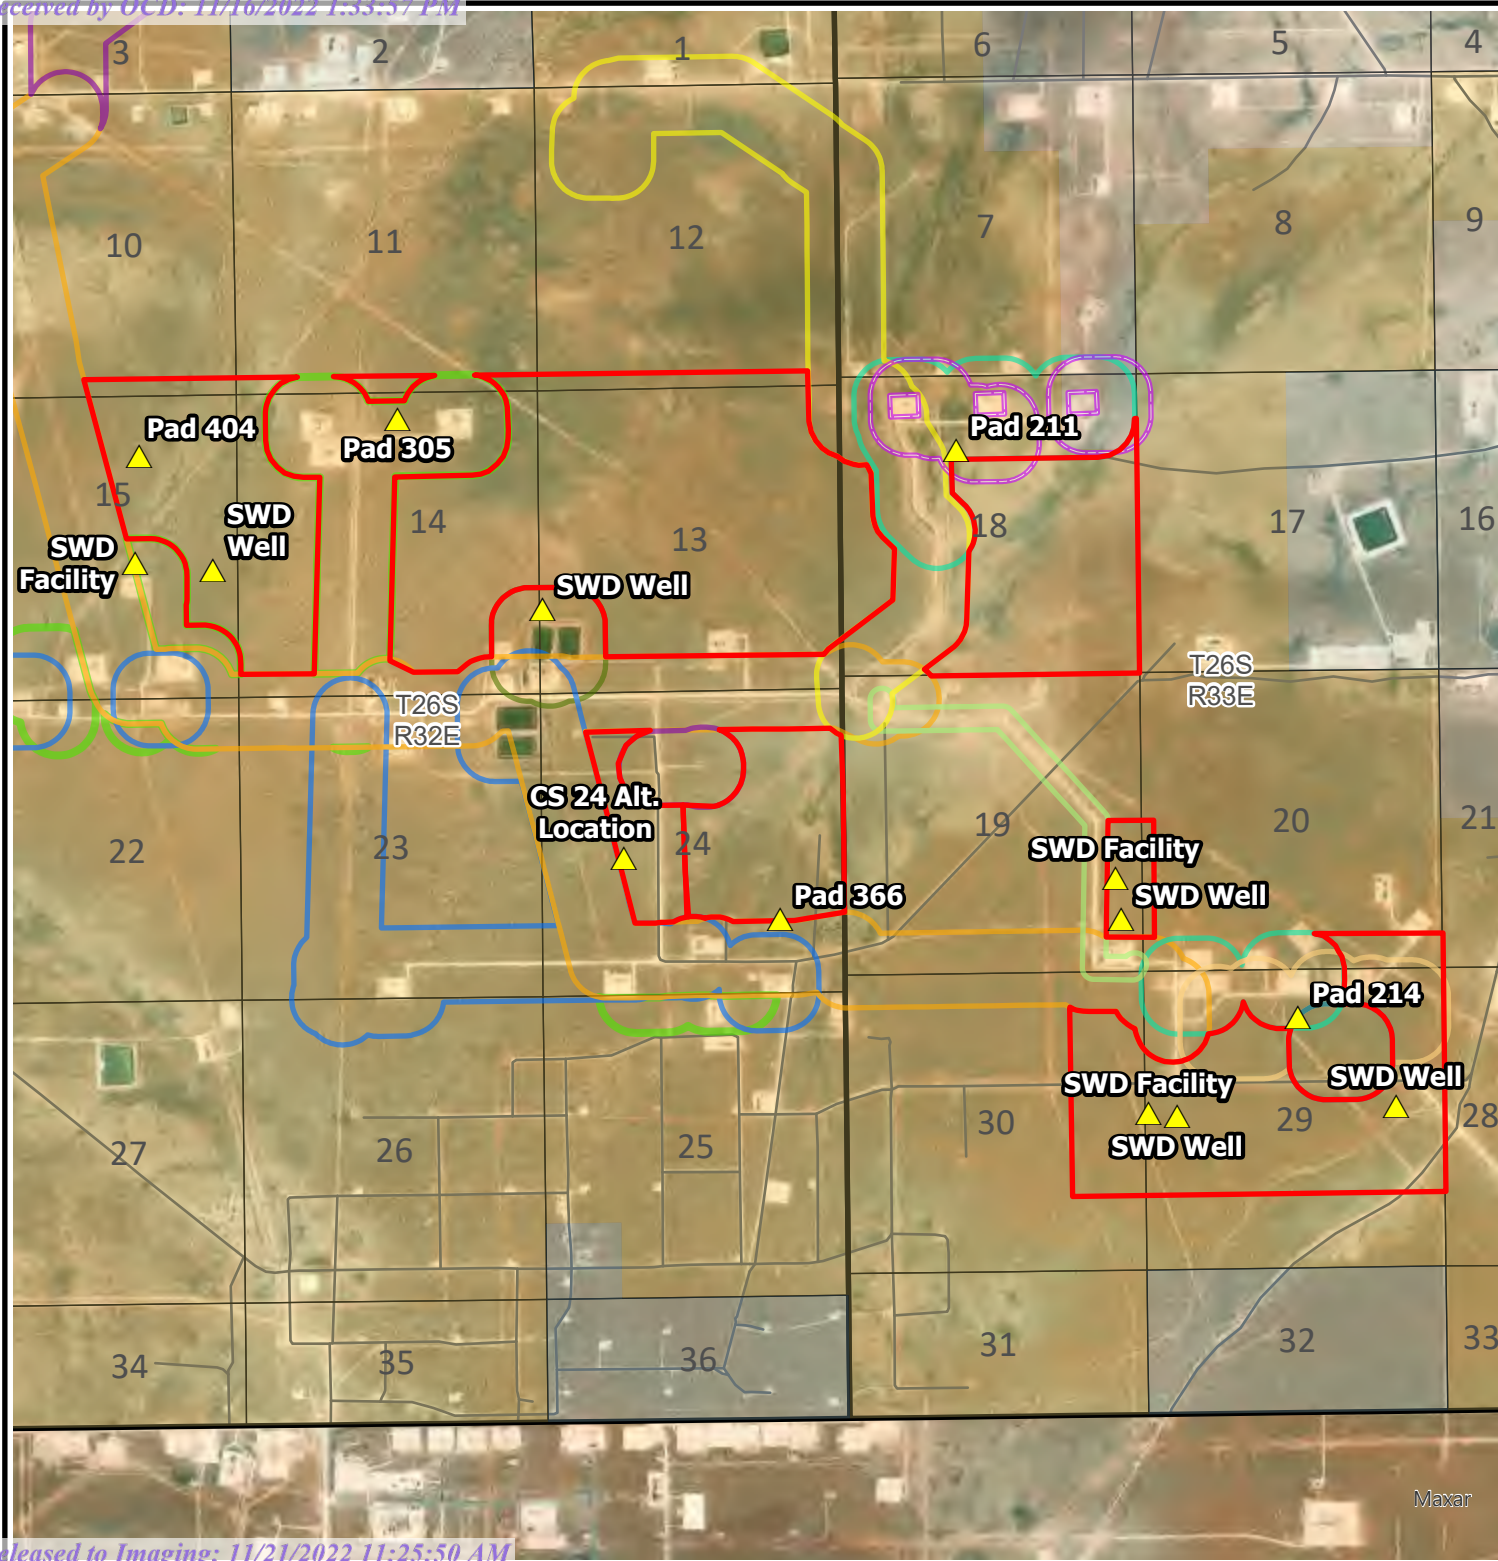 eceived by OCD: 11/16/2022 1:33:37 PM
3
2
1
6
5
4
10
11
12
7
8
9
Pad 404
Pad 305
Pad 211
15
14
13
18
17
16
SWD
Well
SWD
Facility
SWD Well
T26S
R32E
T26S
R33E
CS 24 Alt.
Location
22
23
24
19
20
21
SWD Facility
SWD Well
Pad 366
Pad 214
SWD Facility
SWD Well
SWD Well
27
26
25
30
29
28
34
35
36
31
32
33
Maxar
eleased to Imaging: 11/21/2022 11:25:50 AM